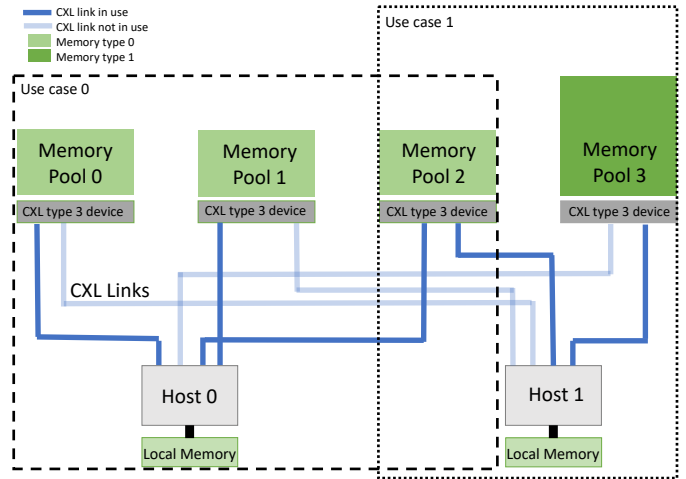 CXL link in use
CXL link not in use
Memory type 0
Memory type 1
Use case 1
Use case 0
Memory
Pool 0
Memory
Pool 1
Memory
Pool 2
Memory
Pool 3
CXL type 3 device
CXL type 3 device
CXL type 3 device
CXL type 3 device
CXL Links
Host 0
Host 1
Local Memory
Local Memory